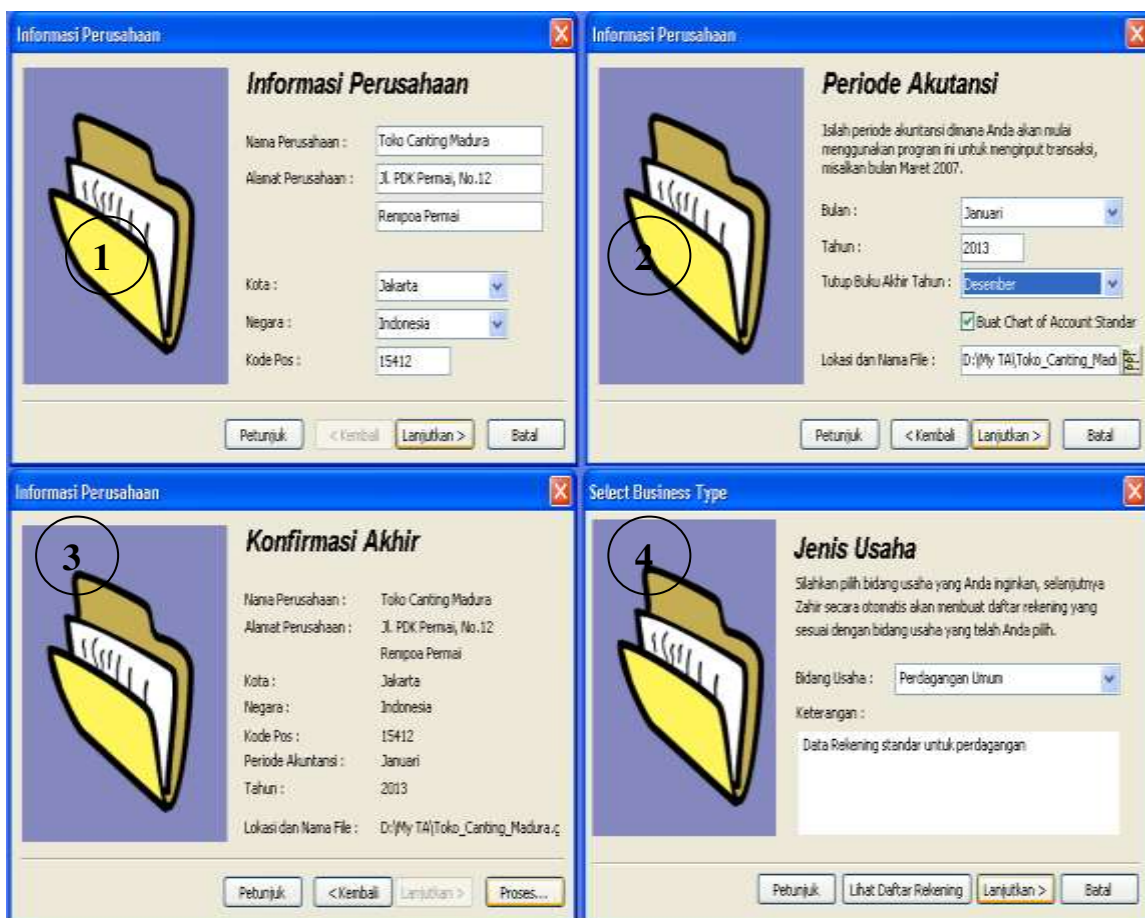 Informasi Perusahaan
Informasi Perusahaan
Nama Perusahaan :
Toko Canting Madura
Alamat Perusahaan :
Jl. PDK Permai, No.12
Rempoa Permai
Kota :
Jakarta
Negara :
Indonesia
Kode Pos :
15412
Petunjuk
< Kembali
Lanjutkan >
Batal
1
Informasi Perusahaan
Periode Akutansi
Isilah periode akuntansi dimana Anda akan mulai
menggunakan program ini untuk menginput transaksi,
misalkan bulan Maret 2007.
Bulan :
Januari
Tahun :
2013
Tutup Buku Akhir Tahun :
Desember
Buat Chart of Account Standar
Lokasi dan Nama File :
D:\My TA\Toko_Canting_Mad
Petunjuk
< Kembali
Lanjutkan >
Batal
2
Informasi Perusahaan
Konfirmasi Akhir
Nama Perusahaan :
Toko Canting Madura
Alamat Perusahaan :
Jl. PDK Permai, No.12
Rempoa Permai
Kota :
Jakarta
Negara :
Indonesia
Kode Pos :
15412
Periode Akuntansi :
Januari
Tahun :
2013
Lokasi dan Nama File :
D:\My TA\Toko_Canting_Madura.g
Petunjuk
< Kembali
Lanjutkan >
Proses...
3
Select Business Type
Jenis Usaha
Silahkan pilih bidang usaha yang Anda inginkan, selanjutnya
Zahir secara otomatis akan membuat daftar rekening yang
sesuai dengan bidang usaha yang telah Anda pilih.
Bidang Usaha :
Perdagangan Umum
Keterangan :
Data Rekening standar untuk perdagangan
Petunjuk
Lihat Daftar Rekening
Lanjutkan >
Batal
4